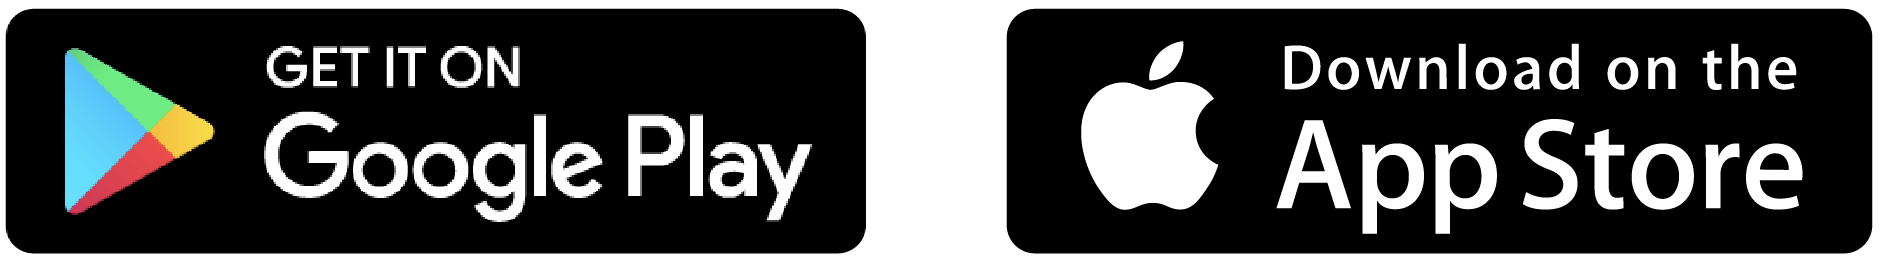 GET IT ON
Google Play
Download on the
App Store